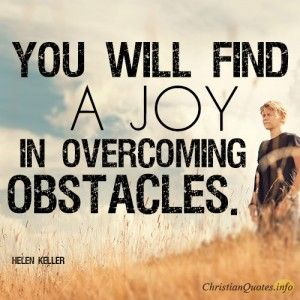 YOU WILL FIND
A JOY
IN OVERCOMING
OBSTACLES.
HELEN KELLER
ChristianQuotes.info